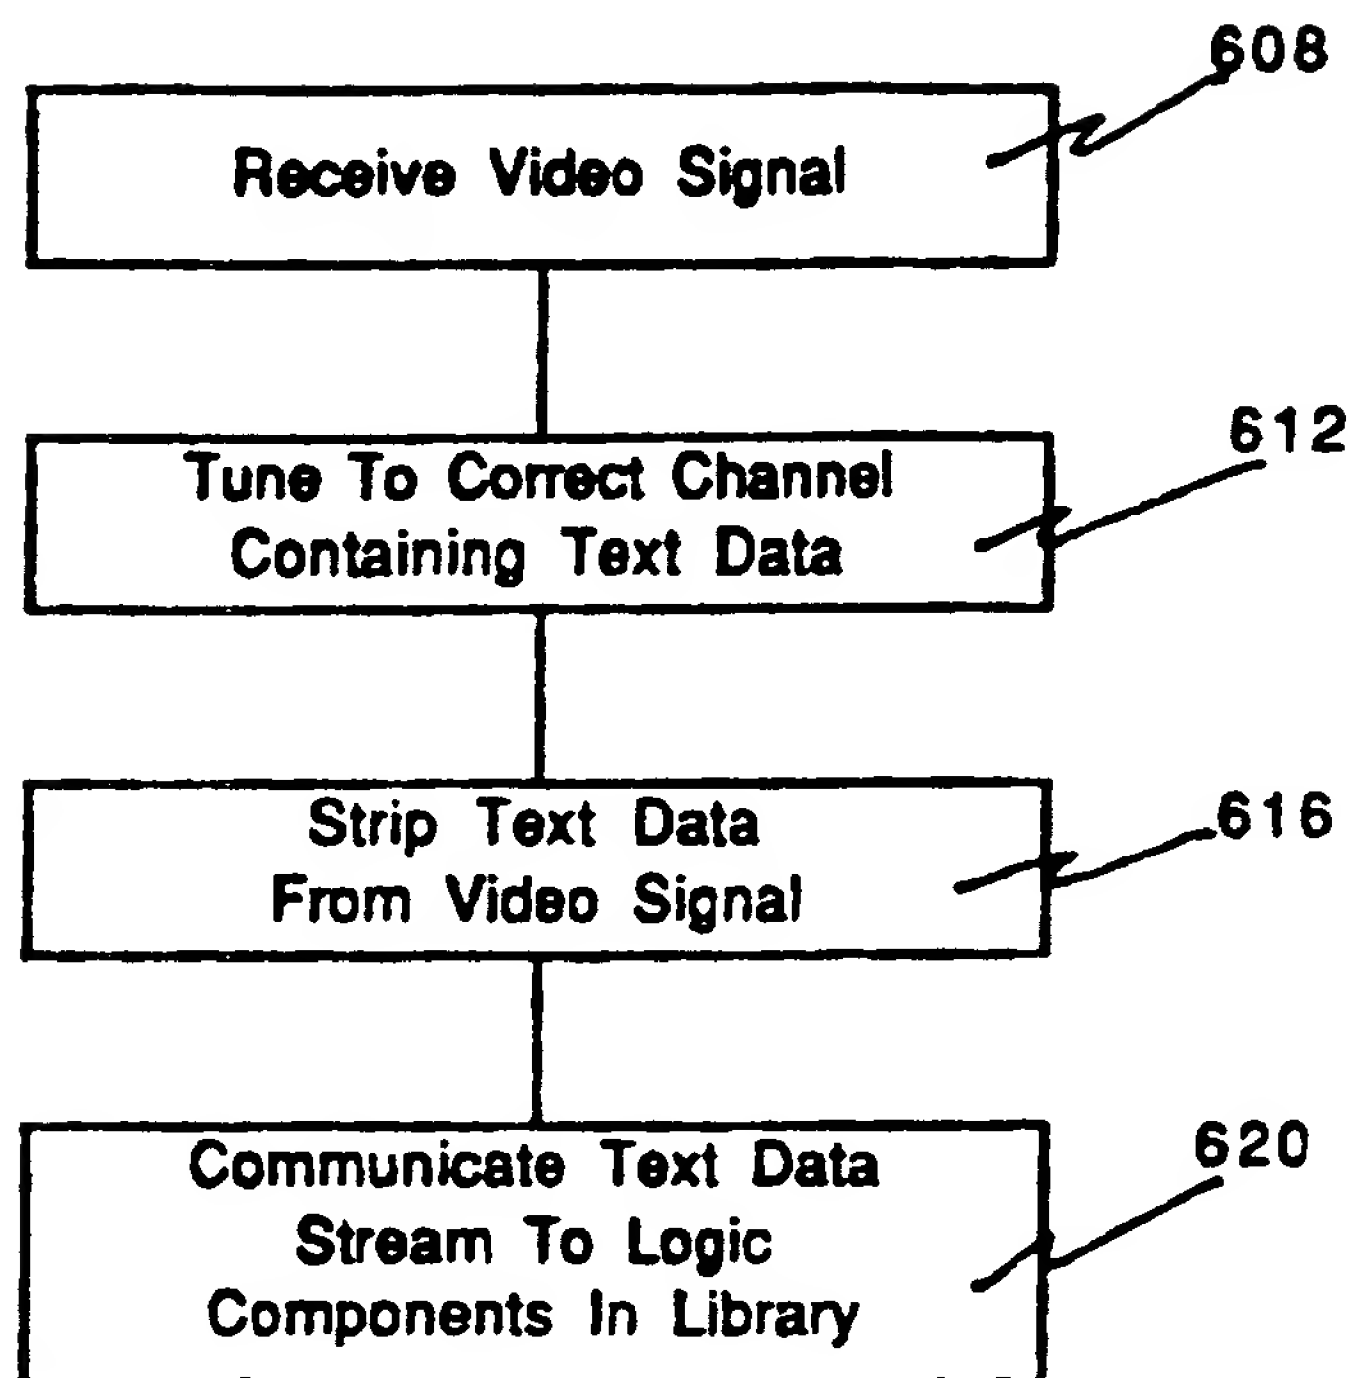 608
Receive Video Signal
612
Tune To Correct Channel
Containing Text Data
616
Strip Text Data
From Video Signal
620
Communicate Text Data
Stream To Logic
Components In Library